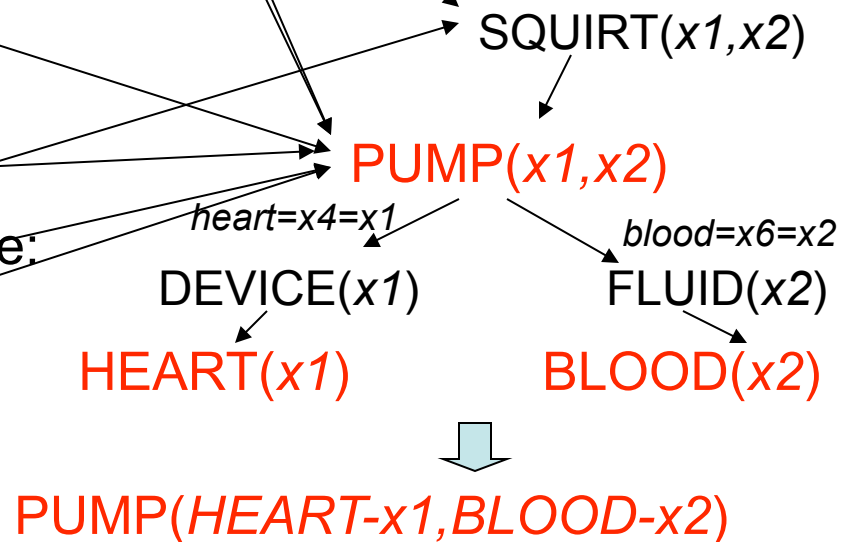 SQUIRT(x1,x2)
PUMP(x1,x2)
heart=x4=x1
blood=x6=x2
e:
DEVICE(x1)
FLUID(x2)
HEART(x1)
BLOOD(x2)
PUMP(HEART-x1,BLOOD-x2)